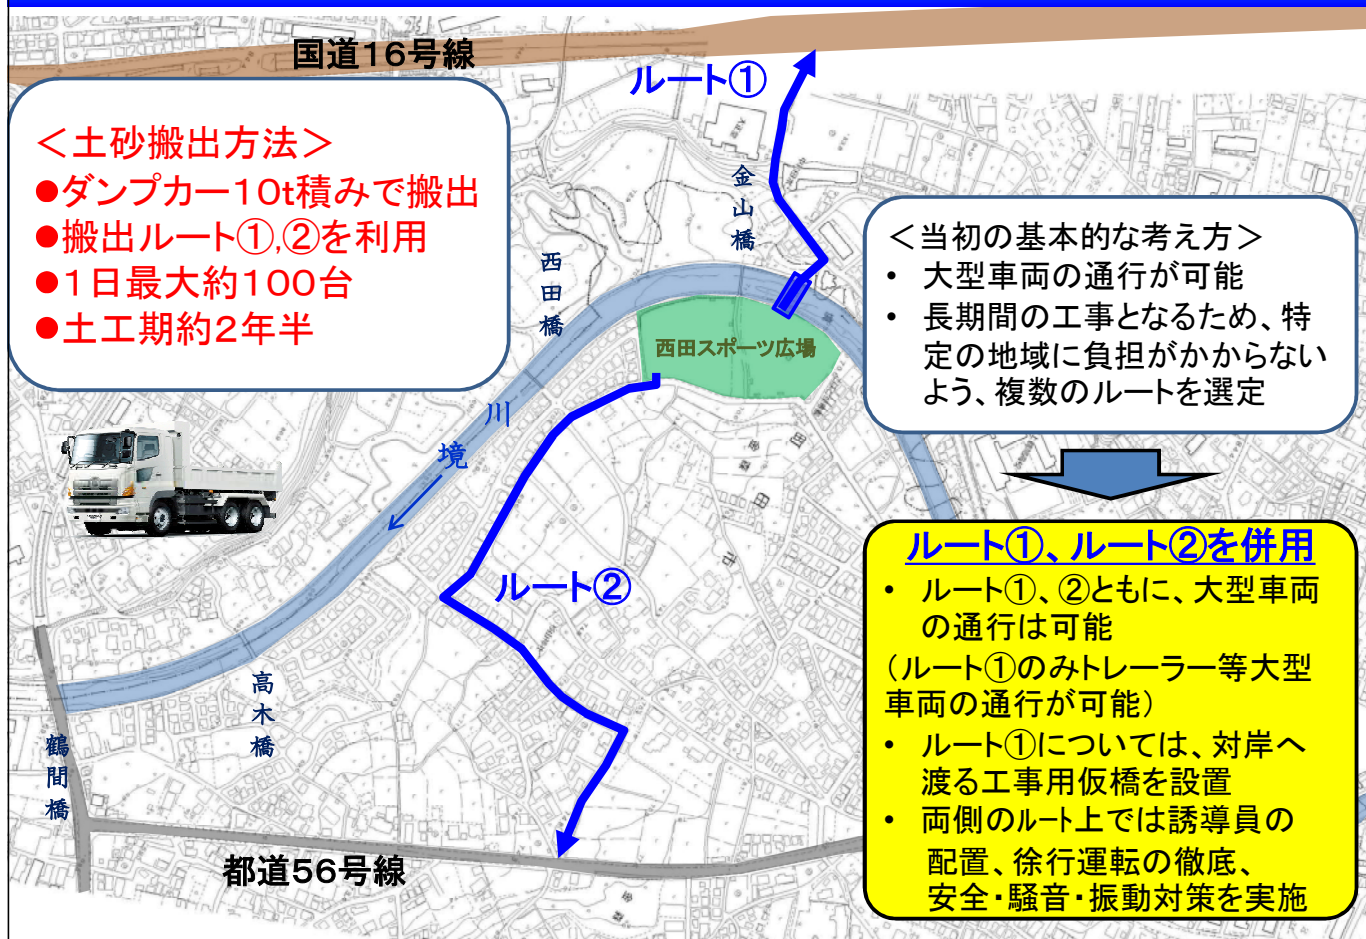 国道16号線
ルート①
＜土砂搬出方法＞
●ダンプカー10t積みで搬出
●搬出ルート①,②を利用
●１日最大約１００台
●土工期約２年半
金山橋
西田橋
西田スポーツ広場
＜当初の基本的な考え方＞
• 大型車両の通行が可能
• 長期間の工事となるため、特
定の地域に負担がかからない
よう、複数のルートを選定
境川
ルート②
ルート①、ルート②を併用
• ルート①、②ともに、大型車両
の通行は可能
（ルート①のみトレーラー等大型
車両の通行が可能）
• ルート①については、対岸へ
渡る工事用仮橋を設置
• 両側のルート上では誘導員の
配置、徐行運転の徹底、
安全・騒音・振動対策を実施
高木橋
鶴間橋
都道56号線